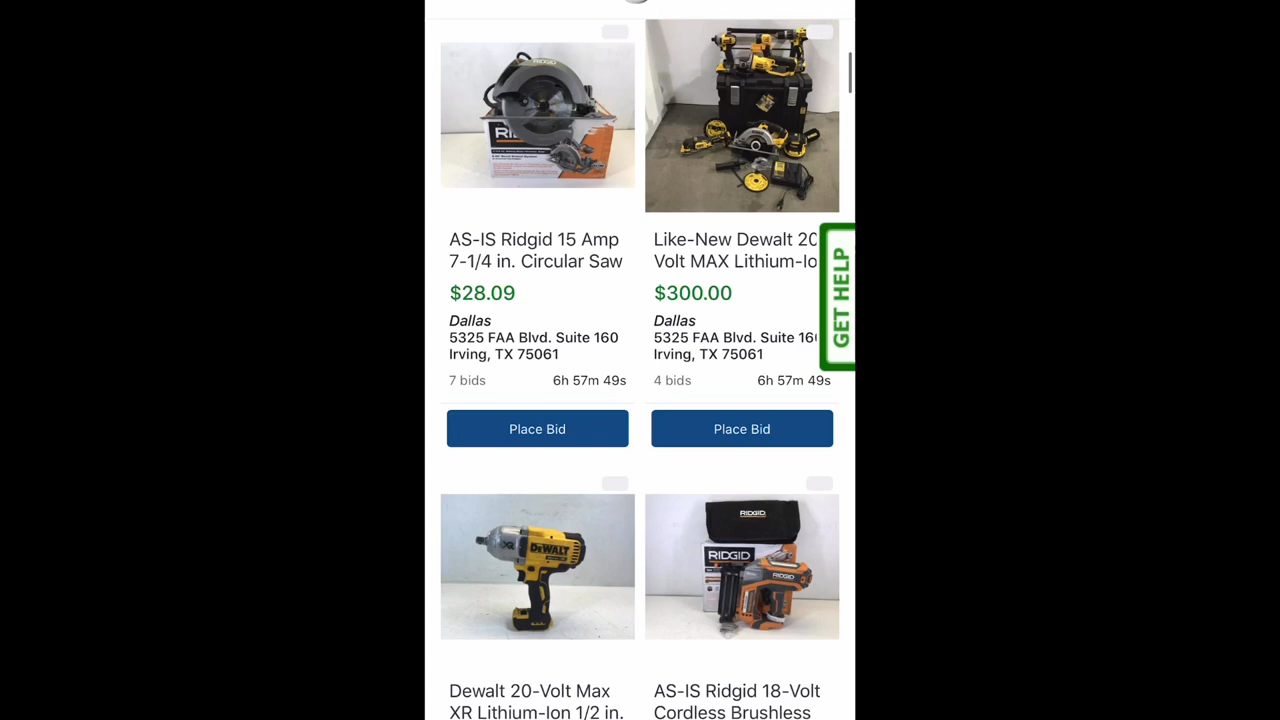 RIDGID
RI
AS-IS Ridgid 15 Amp
7-1/4 in. Circular Saw
$28.09
Dallas
5325 FAA Blvd. Suite 160
Irving, TX 75061
7 bids 6h 57m 49s
Place Bid
Like-New Dewalt 20
Volt MAX Lithium-Io
$300.00
Dallas
5325 FAA Blvd. Suite 16
Irving, TX 75061
4 bids 6h 57m 49s
Place Bid
GET HELP
XR
DEWALT
Dewalt 20-Volt Max
XR Lithium-Ion 1/2 in.
RIDGID
RIDGID
RIDGID
AS-IS Ridgid 18-Volt
Cordless Brushless